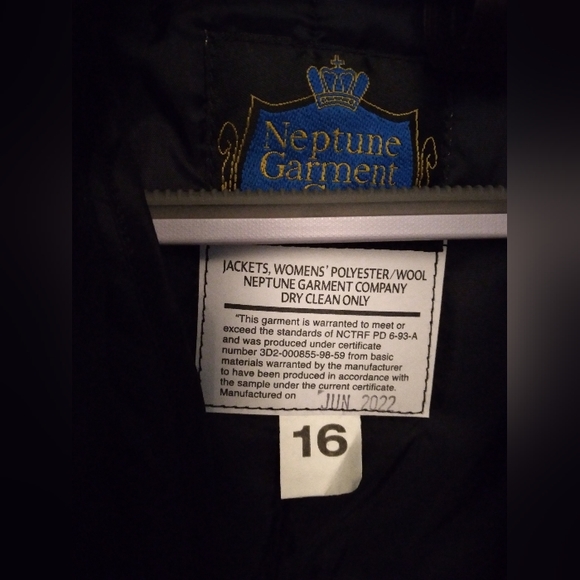 Neptune
Garment
JACKETS, WOMENS' POLYESTER/WOOL
NEPTUNE GARMENT COMPANY
DRY CLEAN ONLY
"This garment is warranted to meet or
exceed the standards of NCTRF PD 6-93-A
and was produced under certificate
number 3D2-000855-98-59 from basic
materials warranted by the manufacturer
to have been produced in accordance with
the sample under the current certificate.
Manufactured on JUN 2022
16